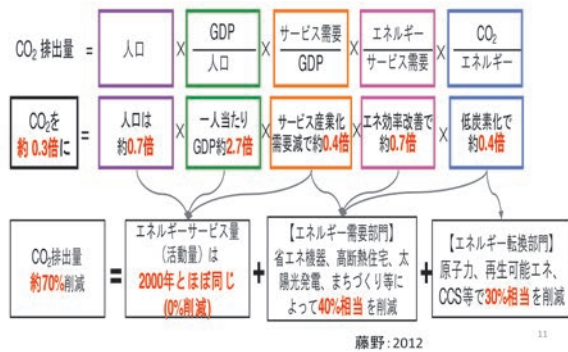 CO2 排出量 = 人口 × GDP/人口 × サービス需要/GDP × エネルギー/サービス需要 × CO2/エネルギー
CO2を
約 0.3倍に
=
人口は
約0.7倍
×
一人当たり
GDP約2.7倍
×
サービス産業化
需要減で約0.4倍
×
エネ効率改善で
約0.7倍
×
低炭素化で
約0.4倍
CO2排出量
約70%削減
=
エネルギーサービス量
(活動量)は
2000年とほぼ同じ
(0%削減)
+
【エネルギー需要部門】
省エネ機器、高断熱住宅、太
陽光発電、まちづくり等に
よって40%相当を削減
+
【エネルギー転換部門】
原子力、再生可能エネ、
CCS等で30%相当を削減
藤野:2012
11